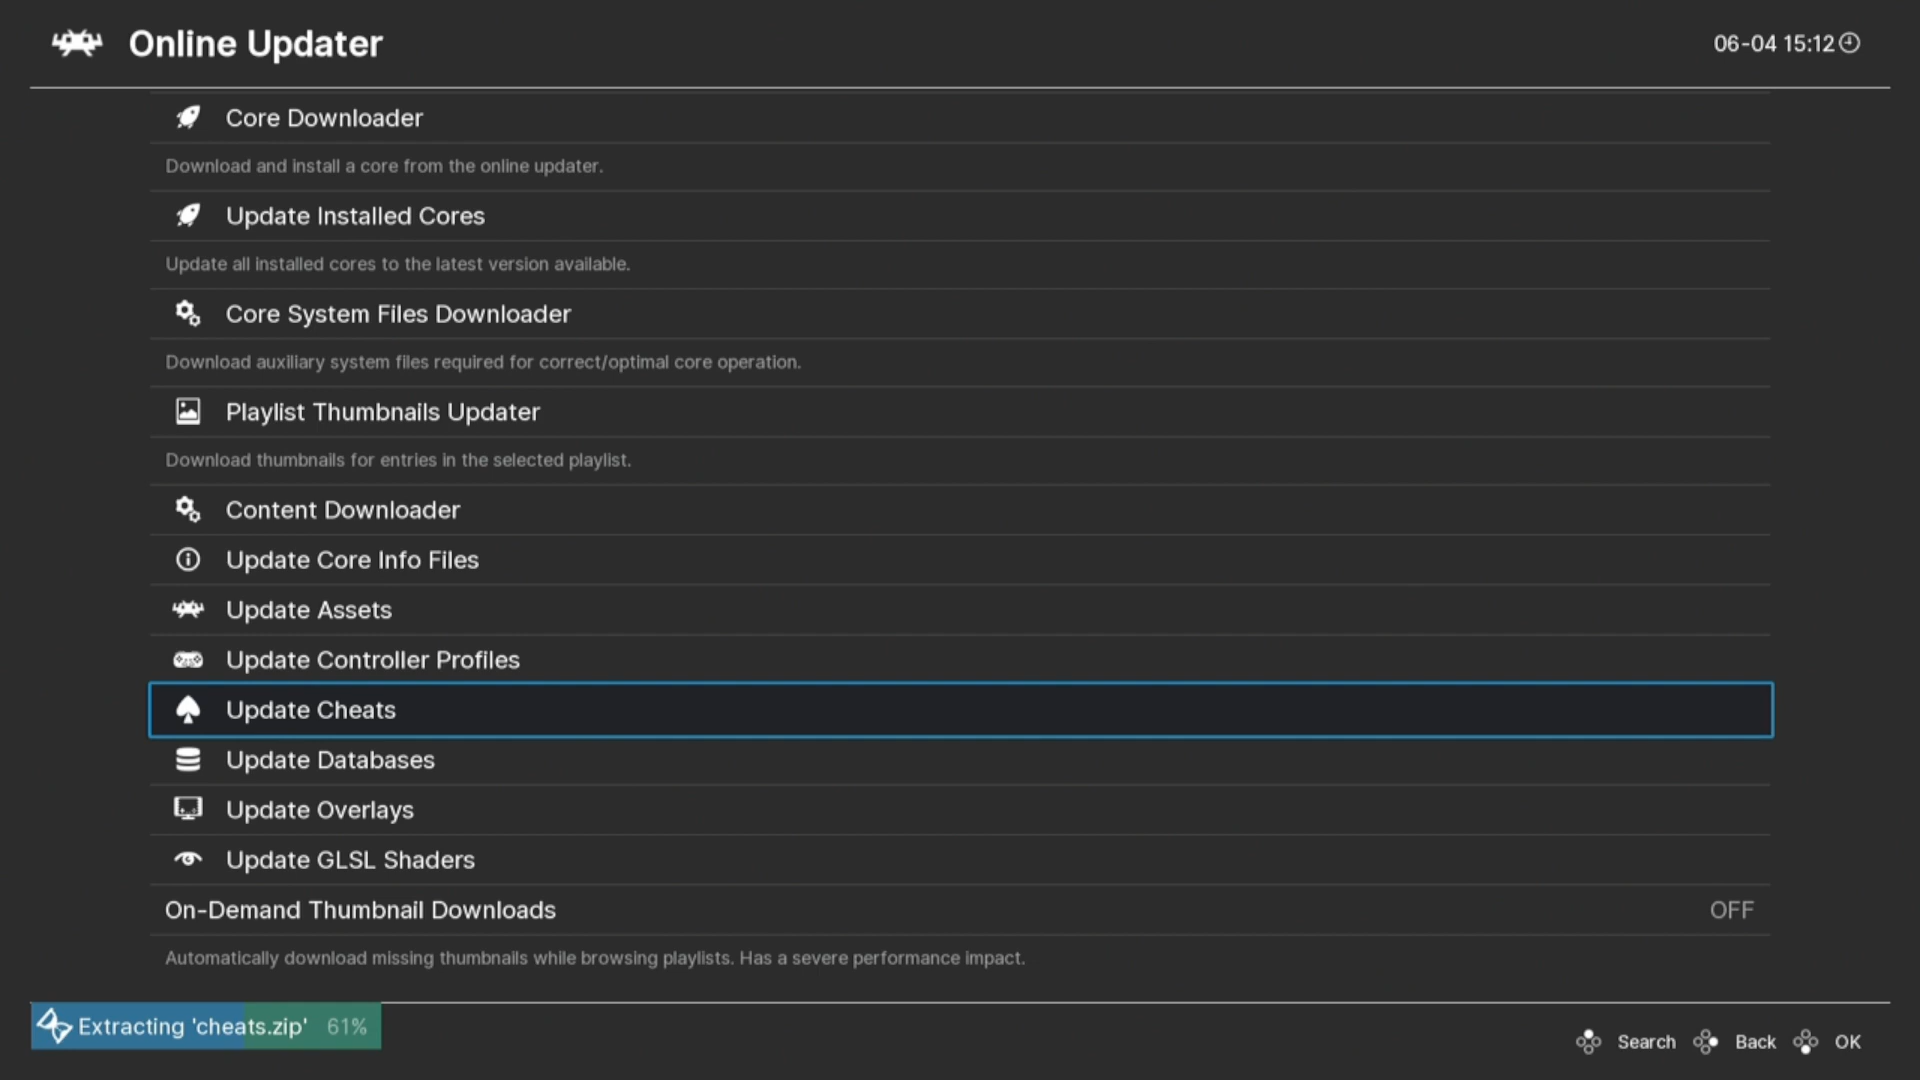 Online Updater
06-04 15:12
Core Downloader
Download and install a core from the online updater.
Update Installed Cores
Update all installed cores to the latest version available.
Core System Files Downloader
Download auxiliary system files required for correct/optimal core operation.
Playlist Thumbnails Updater
Download thumbnails for entries in the selected playlist.
Content Downloader
Update Core Info Files
Update Assets
Update Controller Profiles
Update Cheats
Update Databases
Update Overlays
Update GLSL Shaders
On-Demand Thumbnail Downloads OFF
Automatically download missing thumbnails while browsing playlists. Has a severe performance impact.
Extracting 'cheats.zip' 61%
Search Back OK